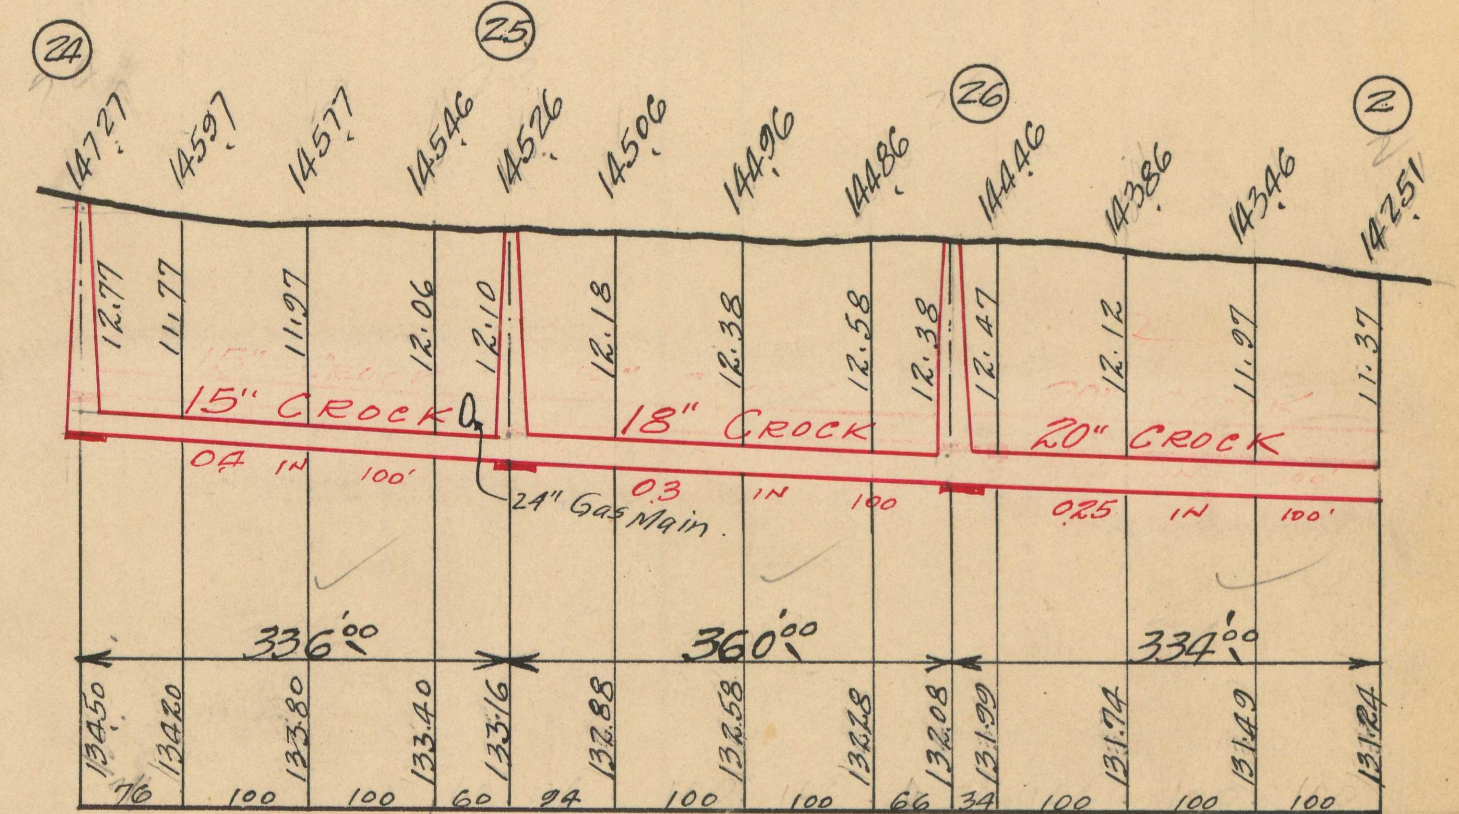 24 25 26 2
147.27 145.97 145.77 145.46 145.26 145.06 144.96 144.86 144.46 143.86 143.46 142.51
12.77 11.77 11.97 12.06 12.10 12.18 12.38 12.58 12.38 12.47 12.12 11.97 11.37
15" CROCK 18" CROCK 20" CROCK
0.4 IN 100' 0.3 IN 100 0.25 IN 100'
24" Gas Main.
336.00' 360.00' 334.00'
134.50 134.20 133.80 133.40 133.16 132.88 132.58 132.28 132.08 131.99 131.74 131.49 131.24
76 100 100 60 94 100 100 66 34 100 100 100